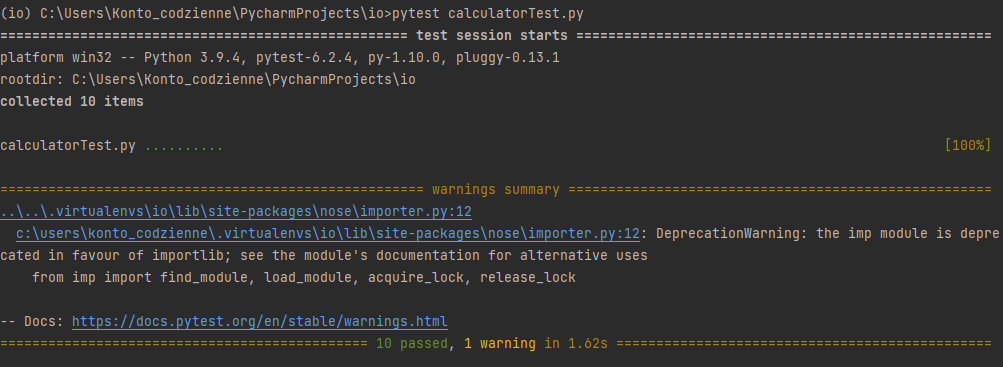 (io) C:\Users\Konto_codzienne\PycharmProjects\io>pytest calculatorTest.py
=================================================== test session starts ====================================================
platform win32 -- Python 3.9.4, pytest-6.2.4, py-1.10.0, pluggy-0.13.1
rootdir: C:\Users\Konto_codzienne\PycharmProjects\io
collected 10 items
calculatorTest.py .......... [100%]
===================================================== warnings summary =====================================================
..\..\.virtualenvs\io\lib\site-packages\nose\importer.py:12
c:\users\konto_codzienne\.virtualenvs\io\lib\site-packages\nose\importer.py:12: DeprecationWarning: the imp module is depre
cated in favour of importlib; see the module's documentation for alternative uses
from imp import find_module, load_module, acquire_lock, release_lock
-- Docs: https://docs.pytest.org/en/stable/warnings.html
============================================== 10 passed, 1 warning in 1.62s ===============================================